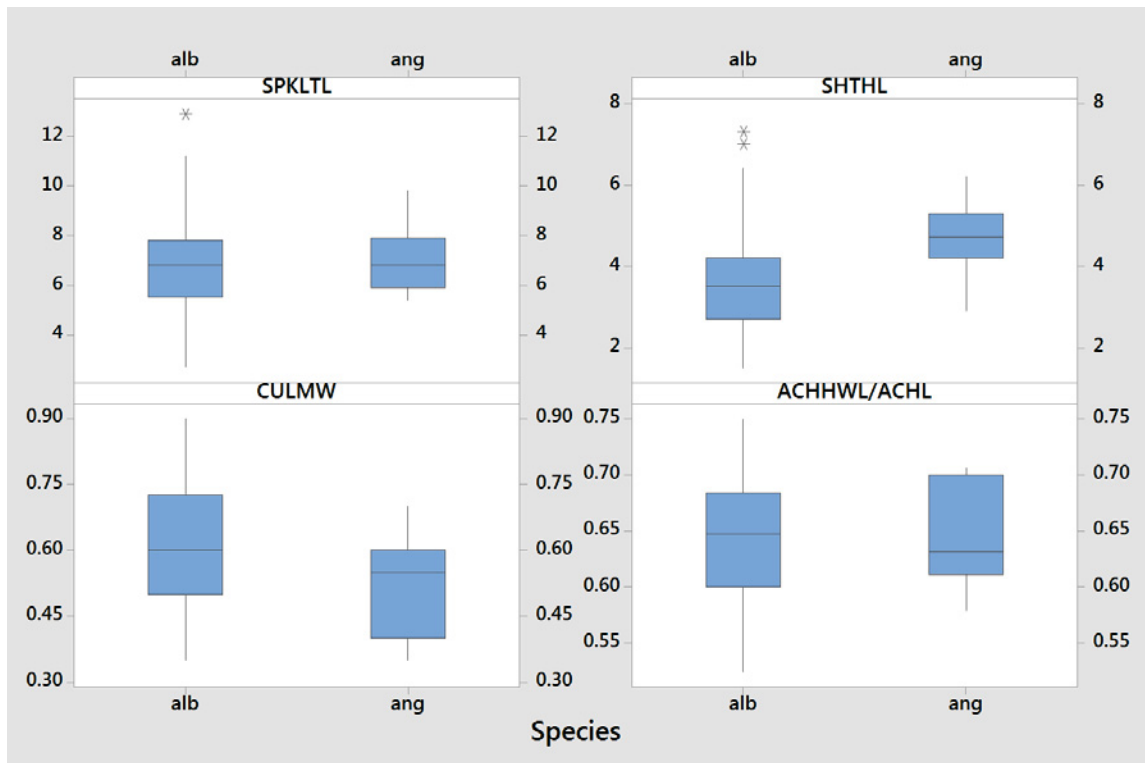 alb ang alb ang
SPKLTL SHTHL
8 8
12 12
10 10
6 6
8 8
4 4
6 6
4 4
2 2
CULMW ACHHWL/ACHL
0.90 0.90 0.75 0.75
0.75 0.75 0.70 0.70
0.60 0.60 0.65 0.65
0.60 0.60
0.45 0.45
0.55 0.55
0.30 0.30
alb ang alb ang
Species